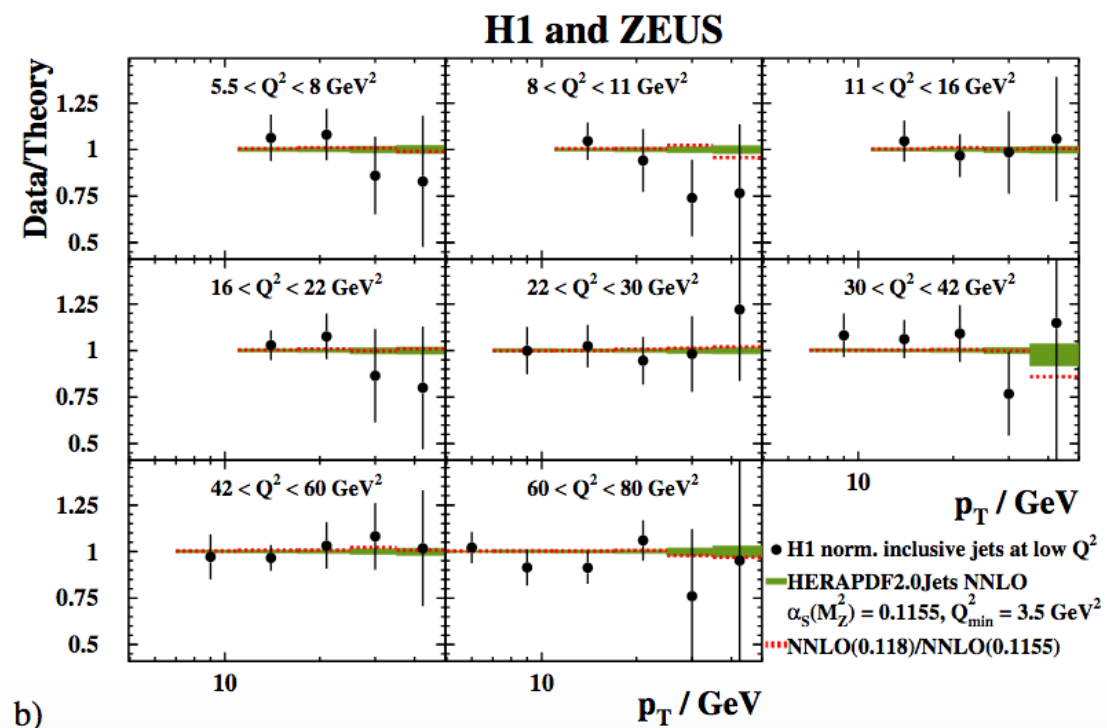 H1 and ZEUS
Data/Theory
5.5 < Q² < 8 GeV²
8 < Q² < 11 GeV²
11 < Q² < 16 GeV²
1.25
1
0.75
0.5
16 < Q² < 22 GeV²
22 < Q² < 30 GeV²
30 < Q² < 42 GeV²
1.25
1
0.75
0.5
42 < Q² < 60 GeV²
60 < Q² < 80 GeV²
1.25
1
0.75
0.5
10
10
10
p_T / GeV
p_T / GeV
H1 norm. inclusive jets at low Q²
HERAPDF2.0Jets NNLO
α_S(M_Z²) = 0.1155, Q²_min = 3.5 GeV²
NNLO(0.118)/NNLO(0.1155)
b)